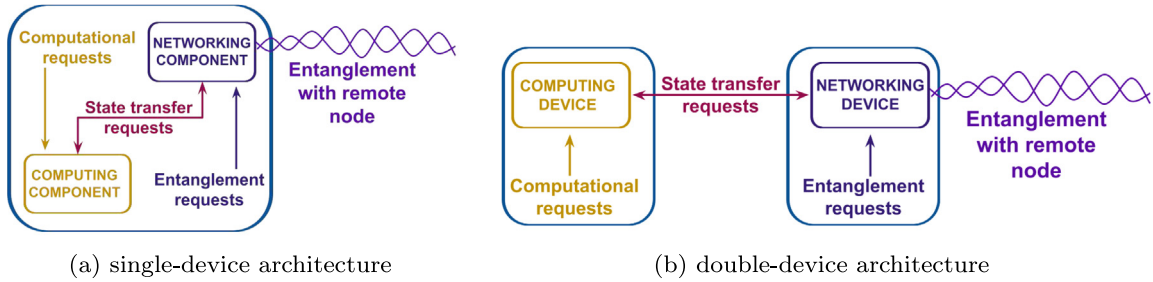 Computational
requests
NETWORKING
COMPONENT
Entanglement
with remote
node
State transfer
requests
COMPUTING
COMPONENT
Entanglement
requests
(a) single-device architecture
COMPUTING
DEVICE
State transfer
requests
NETWORKING
DEVICE
Entanglement
with remote
node
Computational
requests
Entanglement
requests
(b) double-device architecture